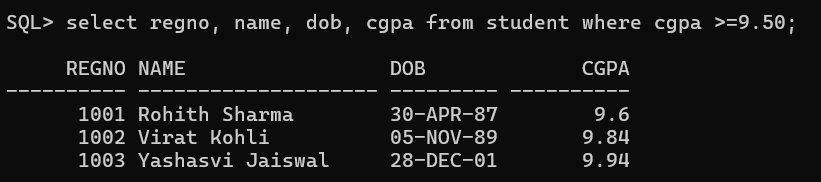 SQL> select regno, name, dob, cgpa from student where cgpa >=9.50;

     REGNO NAME                 DOB             CGPA
---------- -------------------- --------- ----------
      1001 Rohith Sharma        30-APR-87        9.6
      1002 Virat Kohli          05-NOV-89       9.84
      1003 Yashasvi Jaiswal     28-DEC-01       9.94